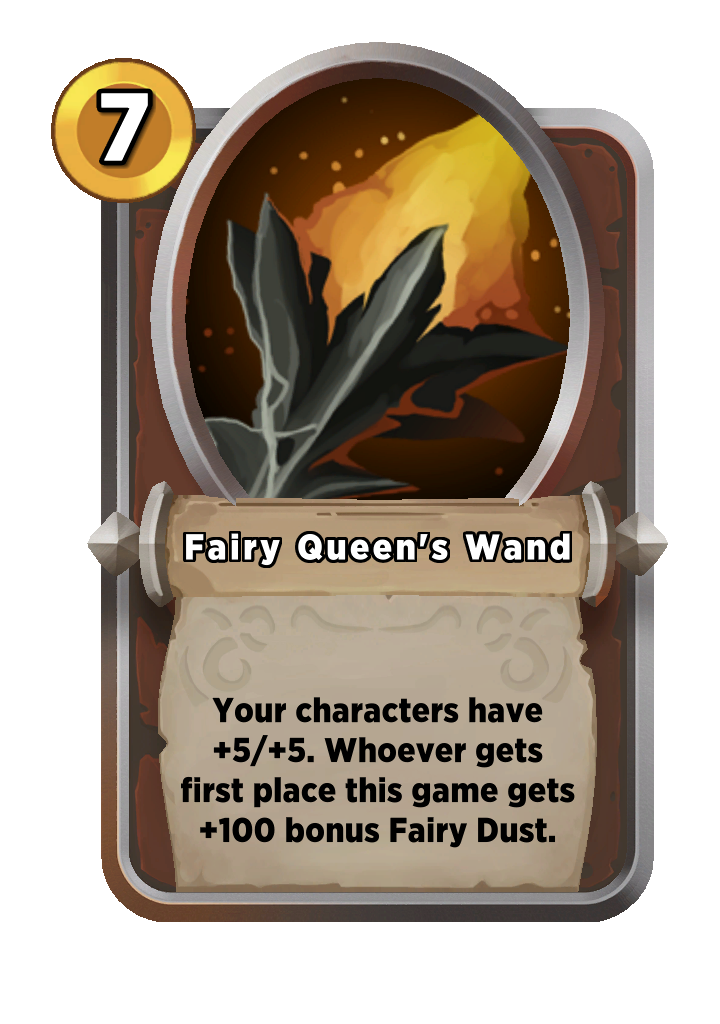 7
Fairy Queen's Wand
Your characters have
+5/+5. Whoever gets
first place this game gets
+100 bonus Fairy Dust.